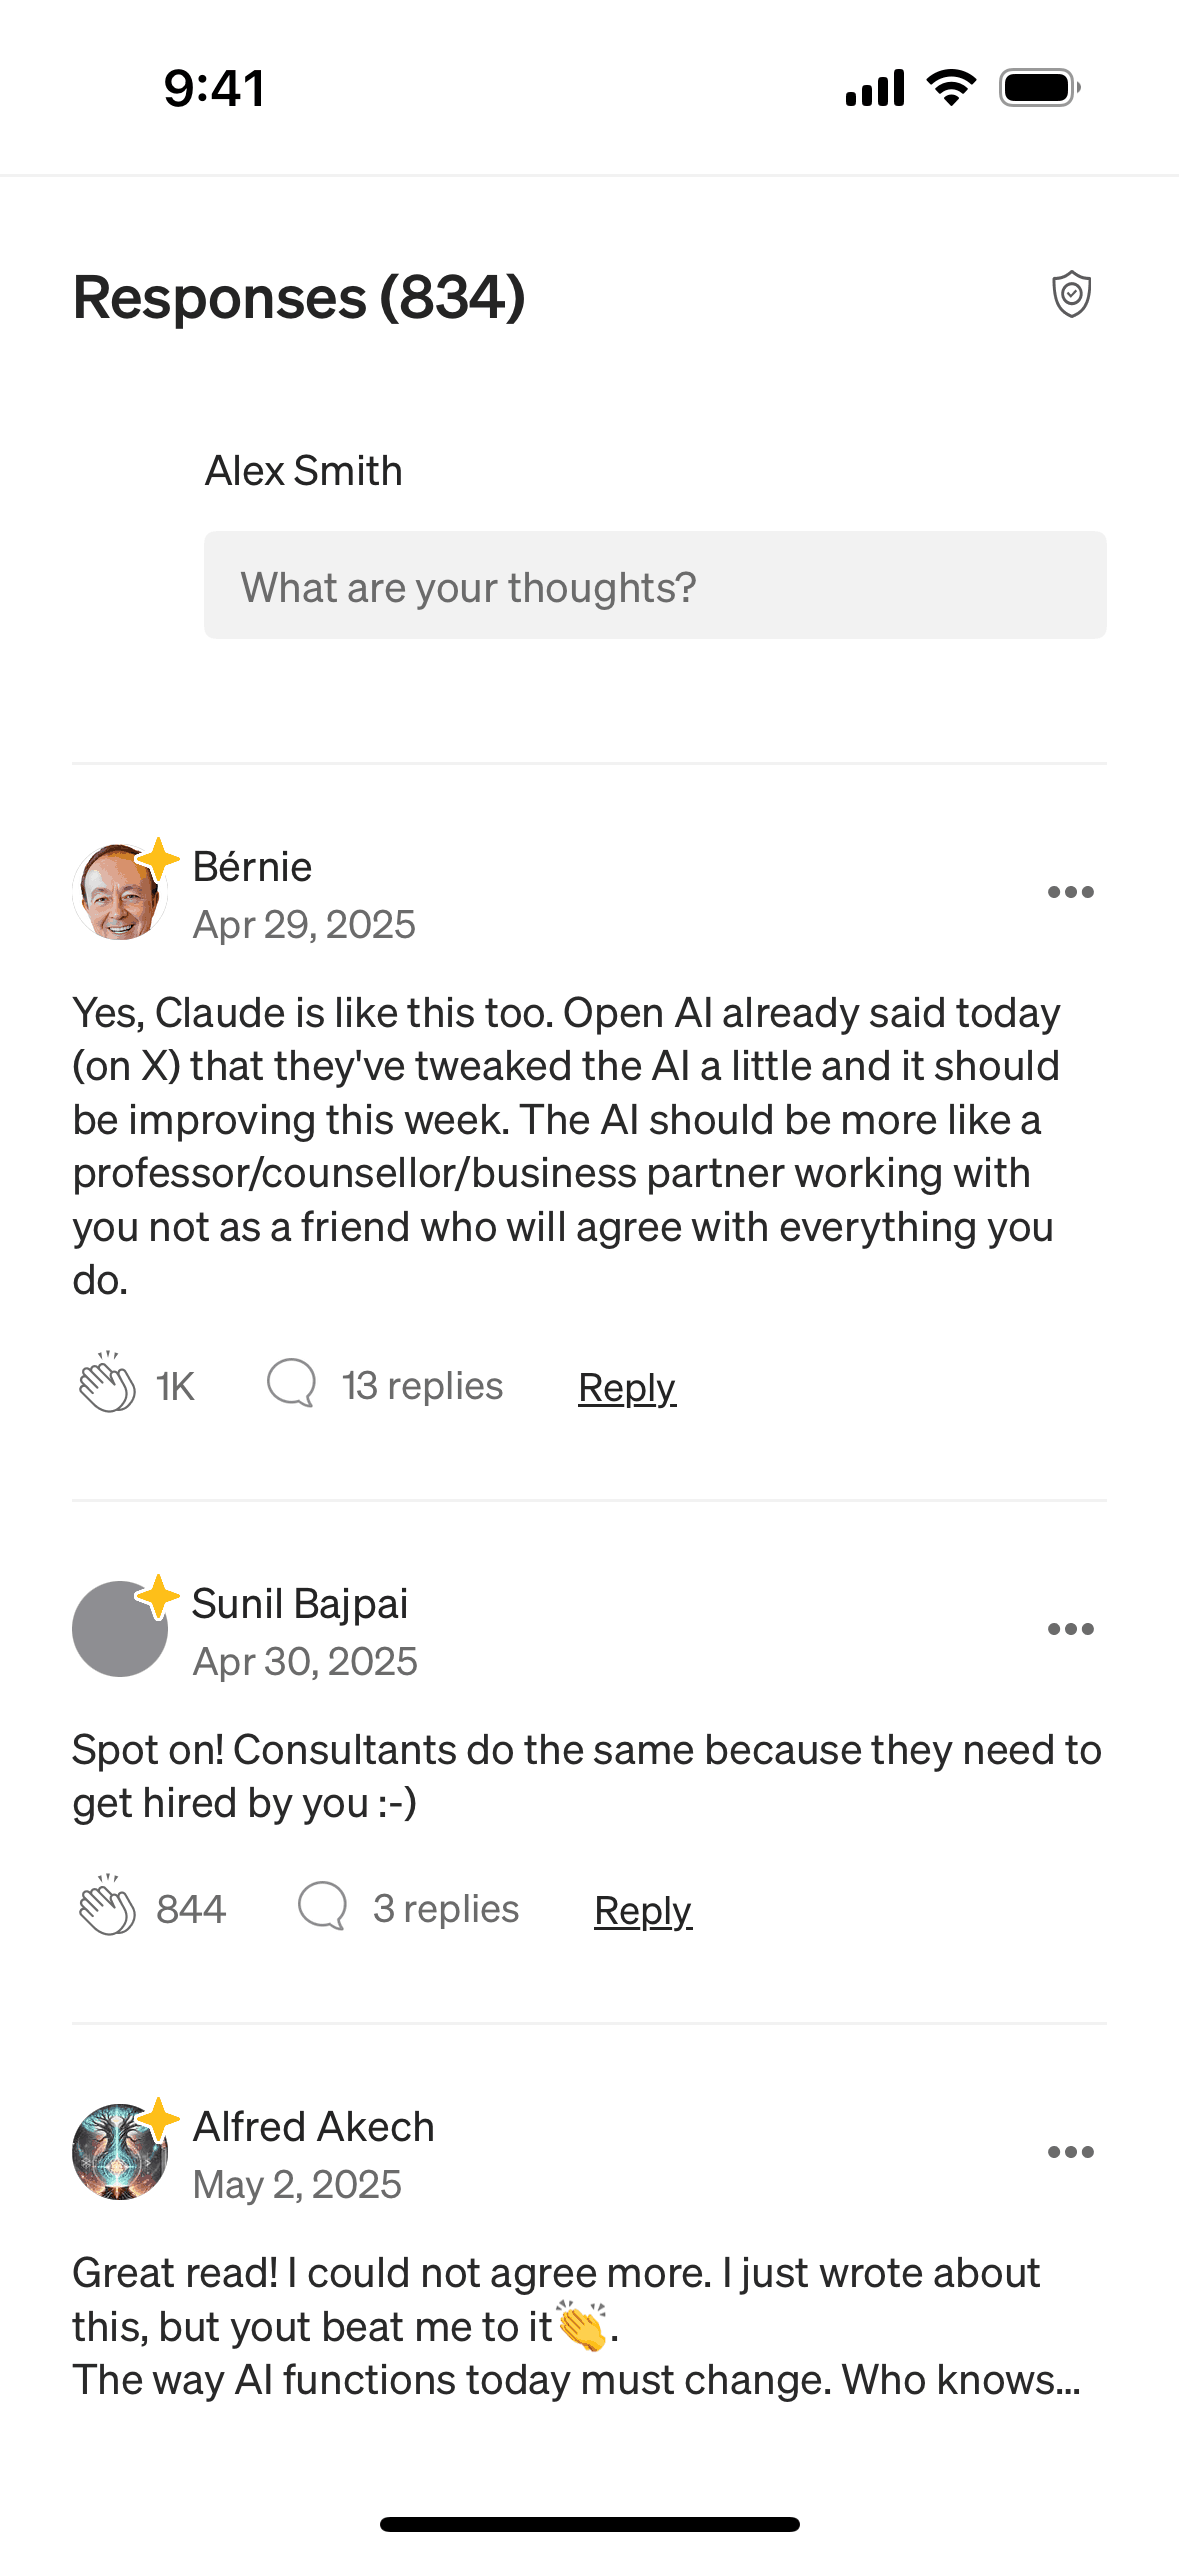 9:41
Responses (834)
Alex Smith
What are your thoughts?
Bérnie
Apr 29, 2025
Yes, Claude is like this too. Open AI already said today
(on X) that they've tweaked the AI a little and it should
be improving this week. The AI should be more like a
professor/counsellor/business partner working with
you not as a friend who will agree with everything you
do.
1K 13 replies Reply
Sunil Bajpai
Apr 30, 2025
Spot on! Consultants do the same because they need to
get hired by you :-)
844 3 replies Reply
Alfred Akech
May 2, 2025
Great read! I could not agree more. I just wrote about
this, but yout beat me to it👏.
The way AI functions today must change. Who knows...